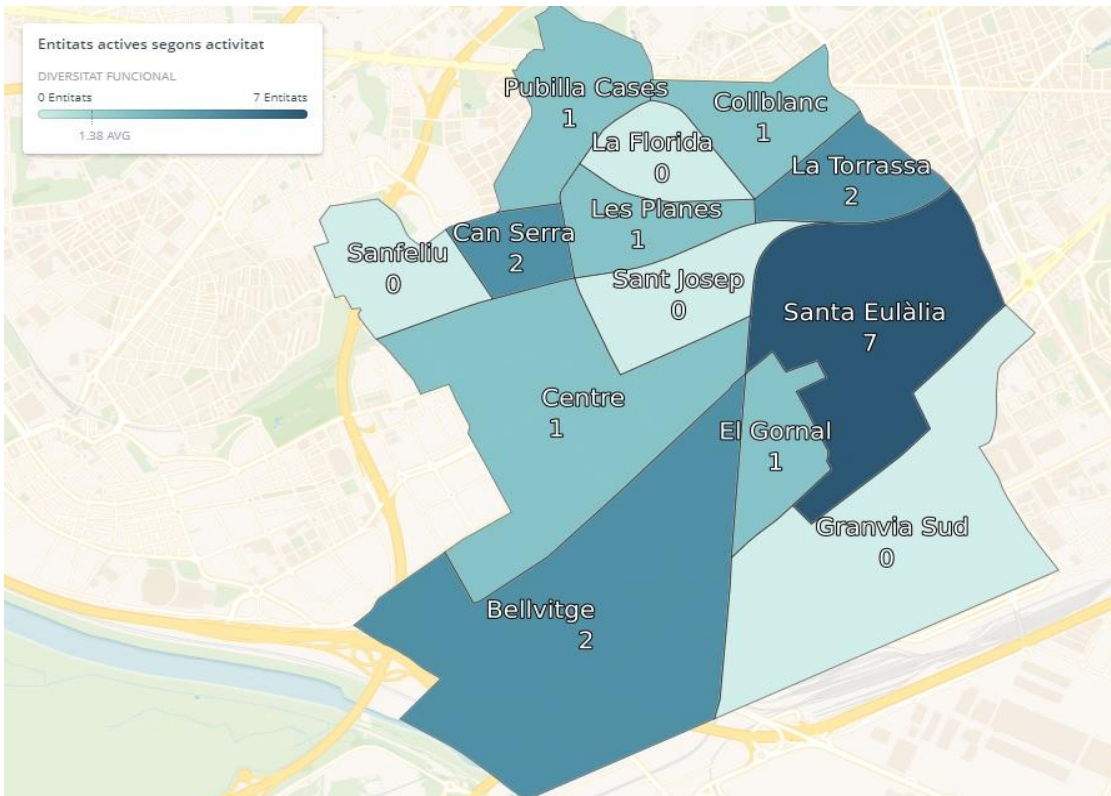 Entitats actives segons activitat
DIVERSITAT FUNCIONAL
0 Entitats 7 Entitats
1.38 AVG
Pubilla Cases
1
Collblanc
1
La Florida
0
La Torrassa
2
Les Planes
1
Can Serra
2
Sanfeliu
0
Sant Josep
0
Santa Eulàlia
7
Centre
1
El Gornal
1
Granvia Sud
0
Bellvitge
2